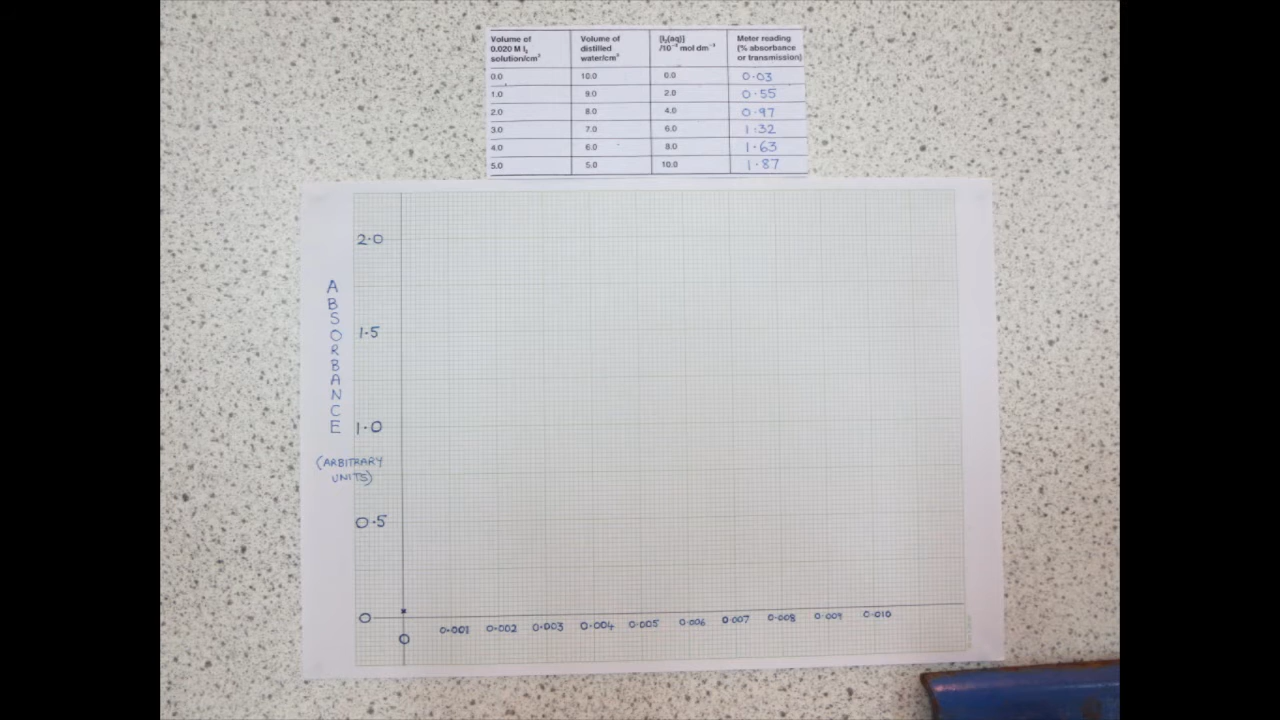 Volume of 0.020 M I₂ solution/cm³ Volume of distilled water/cm³ [I₂(aq)] /10⁻³ mol dm⁻³ Meter reading (% absorbance or transmission)
0.0 10.0 0.0 0.03
1.0 9.0 2.0 0.55
2.0 8.0 4.0 0.97
3.0 7.0 6.0 1.32
4.0 6.0 8.0 1.63
5.0 5.0 10.0 1.87
2.0
1.5
1.0
0.5
0
ABSORBANCE
(ARBITRARY
UNITS)
0 0.001 0.002 0.003 0.004 0.005 0.006 0.007 0.008 0.009 0.010